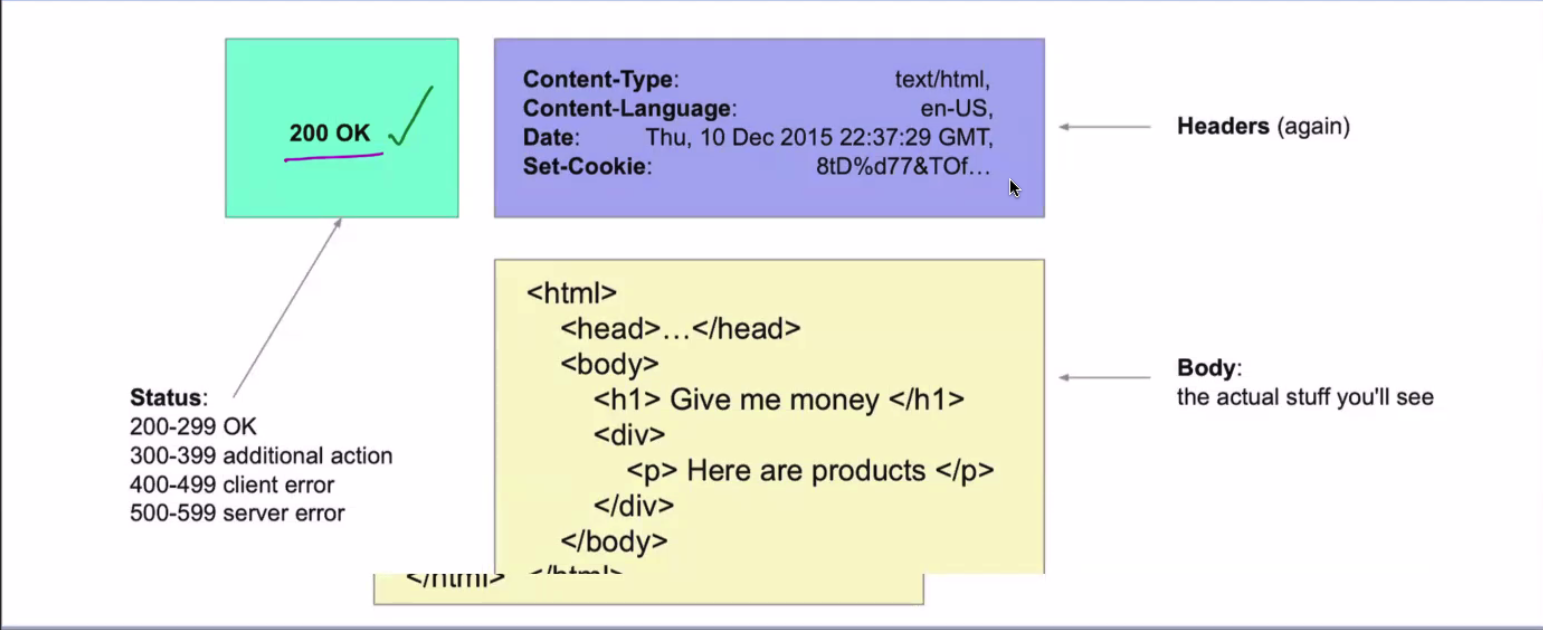 200 OK
Content-Type: text/html,
Content-Language: en-US,
Date: Thu, 10 Dec 2015 22:37:29 GMT,
Set-Cookie: 8tD%d77&TOf...
Headers (again)
<html>
<head>...</head>
<body>
<h1> Give me money </h1>
<div>
<p> Here are products </p>
</div>
</body>
</html>
</html>
Body:
the actual stuff you'll see
Status:
200-299 OK
300-399 additional action
400-499 client error
500-599 server error